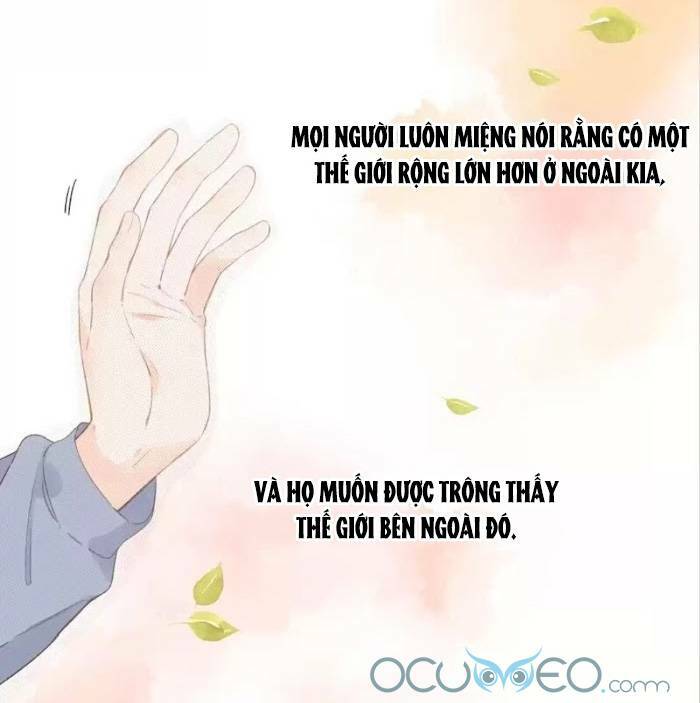 MỌI NGƯỜI LUÔN MIỆNG NÓI RẰNG CÓ MỘT
THẾ GIỚI RỘNG LỚN HƠN Ở NGOÀI KIA,
VÀ HỌ MUỐN ĐƯỢC TRÔNG THẤY
THẾ GIỚI BÊN NGOÀI ĐÓ.
OCUMEO.comm